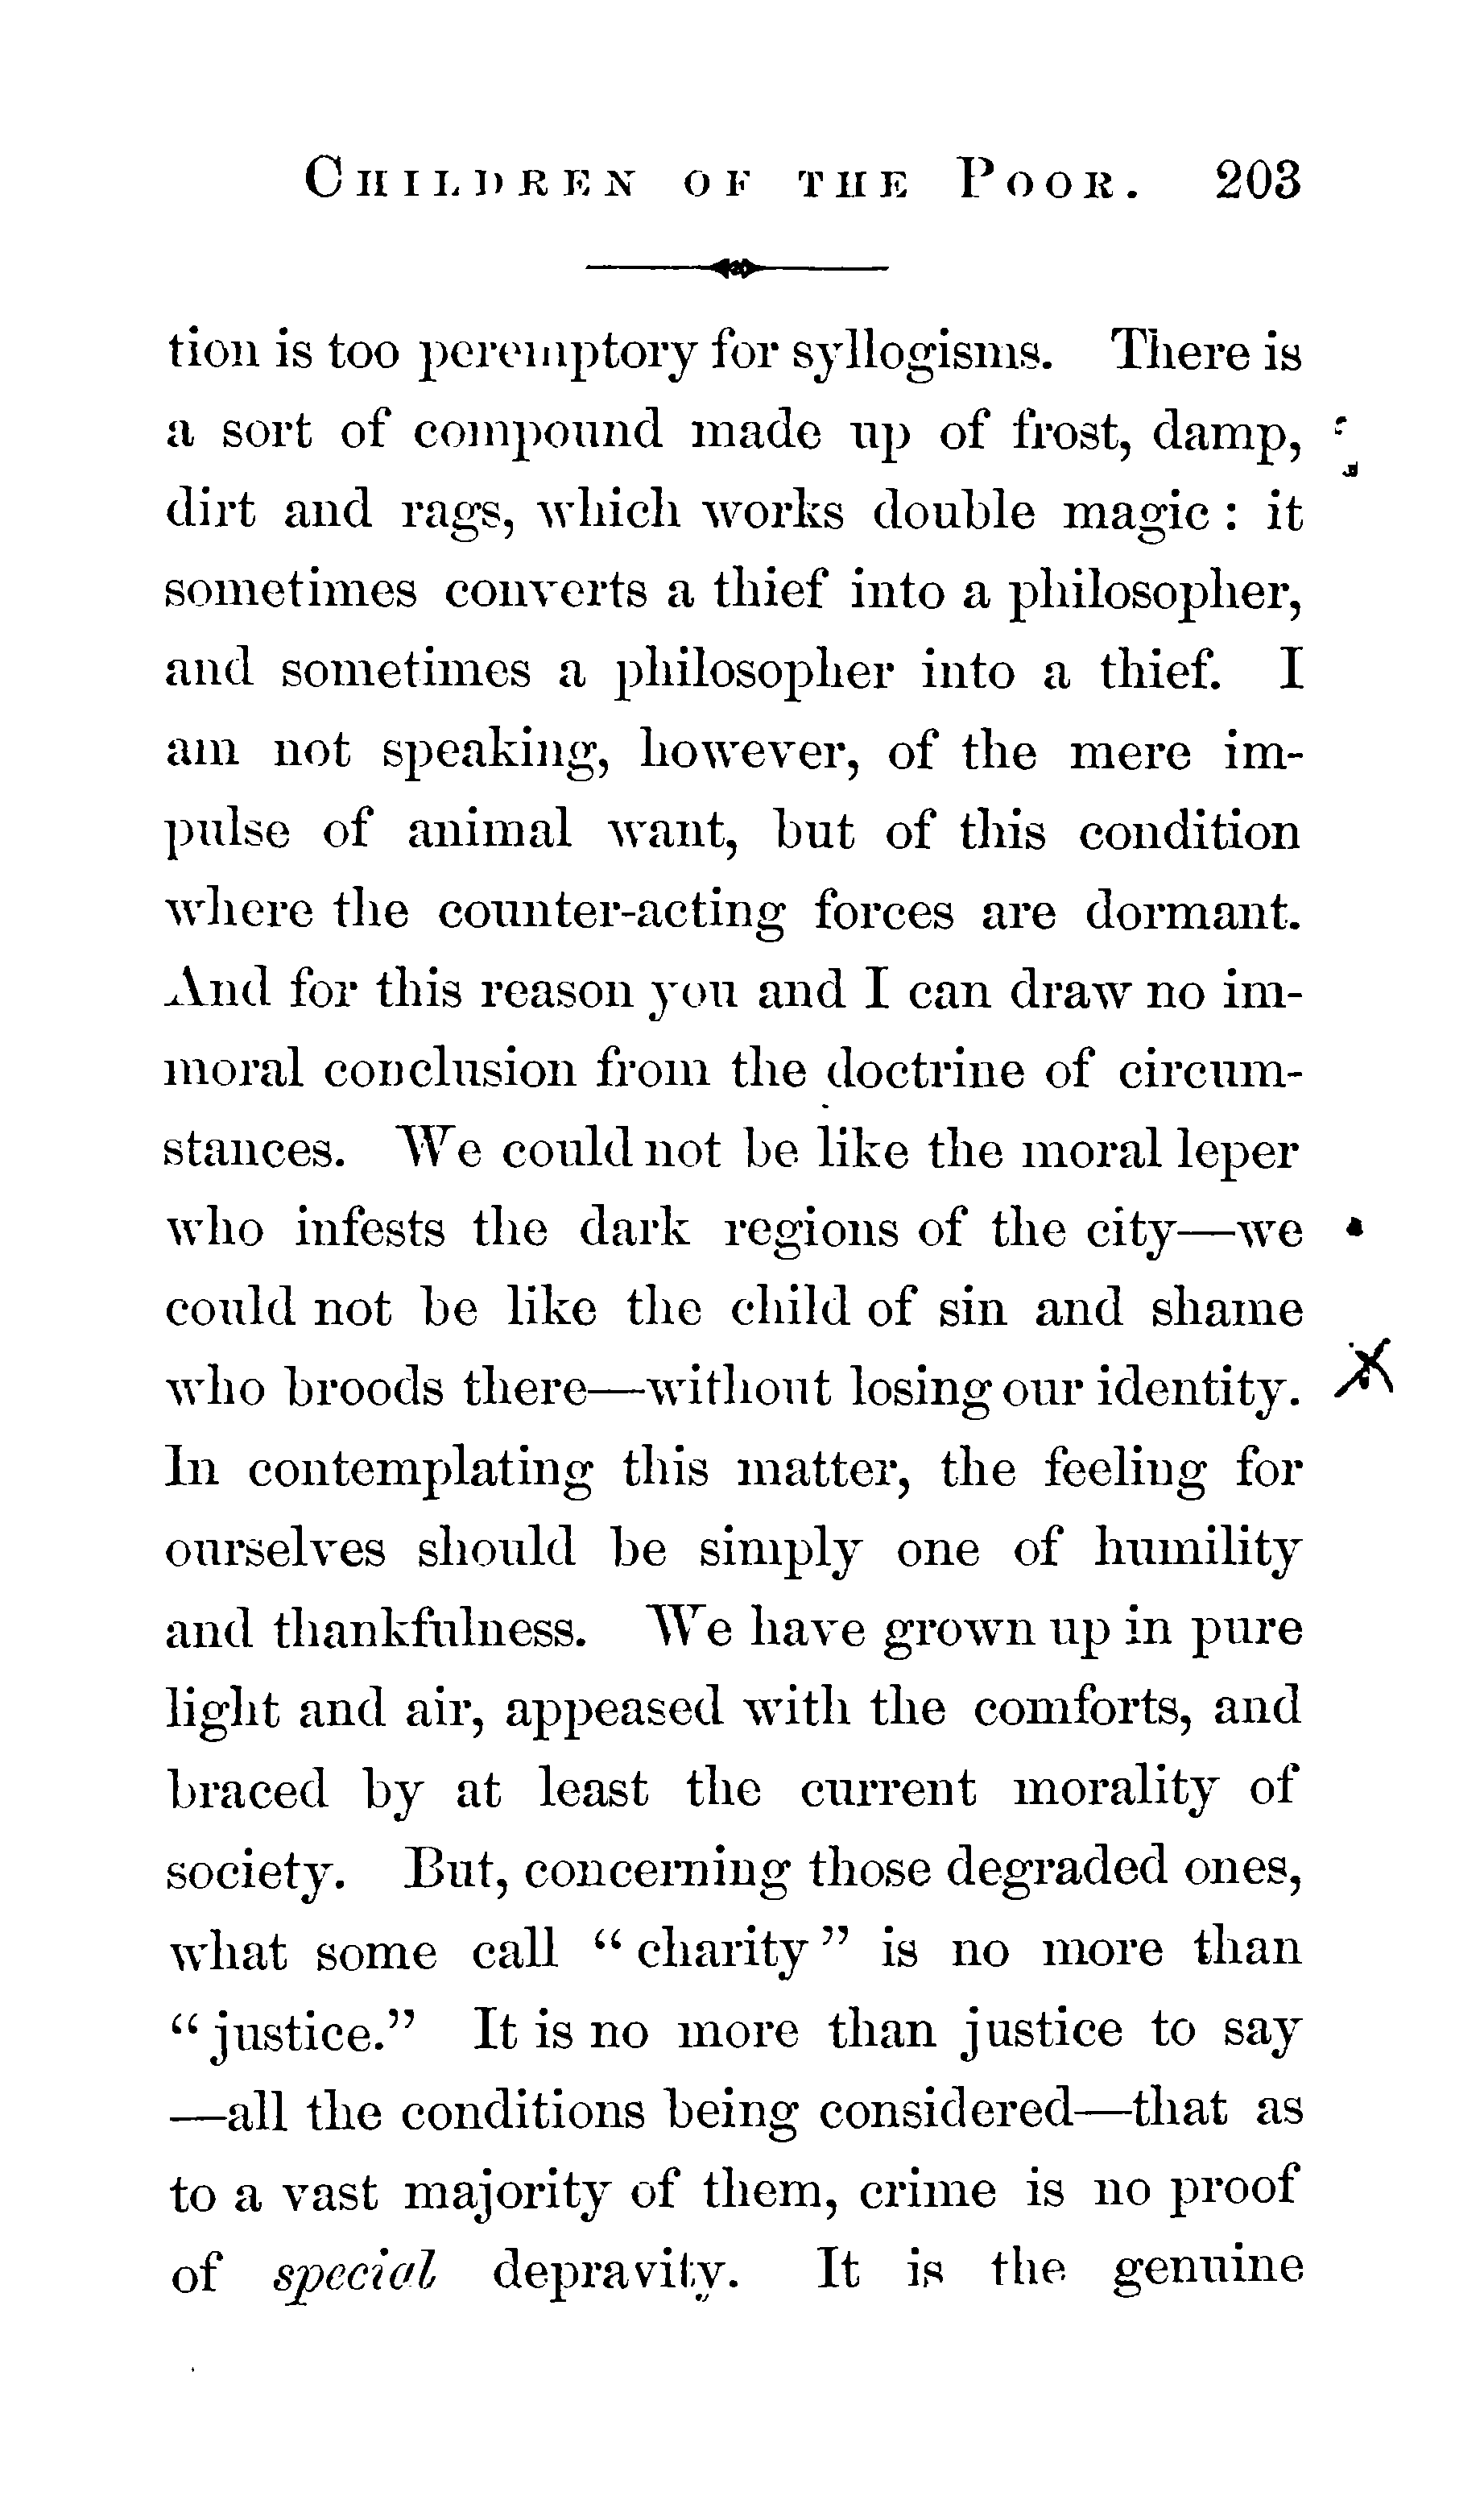 CHILDREN OF THE POOR. 203
tion is too peremptory for syllogisms. There is
a sort of compound made up of frost, damp,
dirt and rags, which works double magic : it
sometimes converts a thief into a philosopher,
and sometimes a philosopher into a thief. I
am not speaking, however, of the mere im-
pulse of animal want, but of this condition
where the counter-acting forces are dormant.
And for this reason you and I can draw no im-
moral conclusion from the doctrine of circum-
stances. We could not be like the moral leper
who infests the dark regions of the city—we
could not be like the child of sin and shame
who broods there—without losing our identity.
In contemplating this matter, the feeling for
ourselves should be simply one of humility
and thankfulness. We have grown up in pure
light and air, appeased with the comforts, and
braced by at least the current morality of
society. But, concerning those degraded ones,
what some call “ charity ” is no more than
“ justice.” It is no more than justice to say
—all the conditions being considered—that as
to a vast majority of them, crime is no proof
of special depravity. It is the genuine